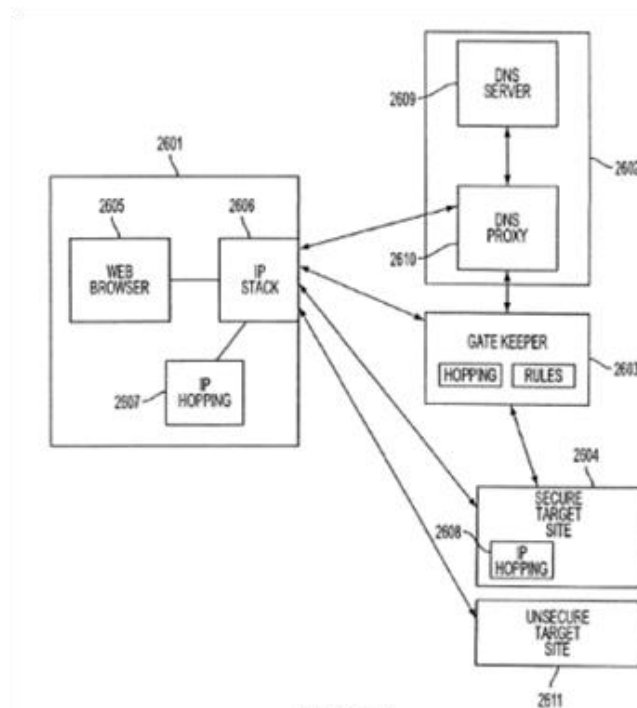 2609
DNS
SERVER
2601
2602
2605
2606
DNS
PROXY
2610
WEB
BROWSER
IP
STACK
GATE KEEPER
HOPPING
RULES
2603
2607
IP
HOPPING
2604
SECURE
TARGET
SITE
2608
IP
HOPPING
UNSECURE
TARGET
SITE
2611